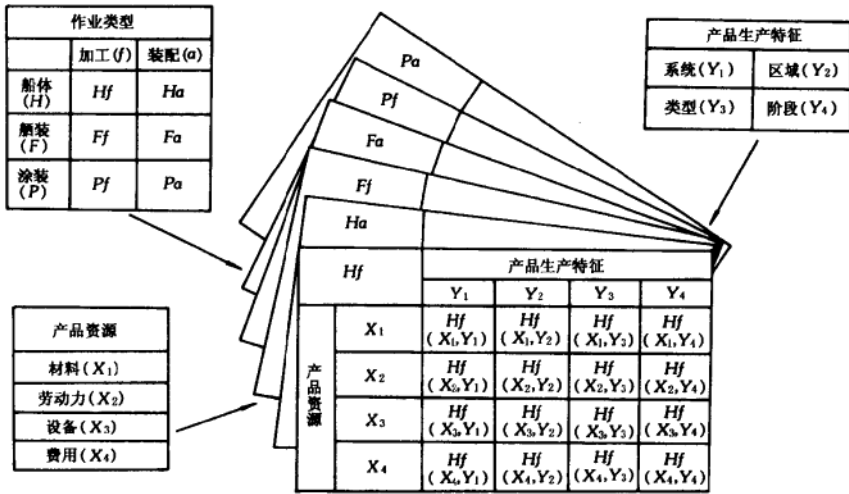 作业类型
加工(f) 装配(a)
船体
(H) Hf Ha
舾装
(F) Ff Fa
涂装
(P) Pf Pa
产品生产特征
系统(Y₁) 区域(Y₂)
类型(Y₃) 阶段(Y₄)
Pa
Pf
Fa
Ff
Ha
Hf
产品生产特征
Y₁ Y₂ Y₃ Y₄
产品资源
材料(X₁)
劳动力(X₂)
设备(X₃)
费用(X₄)
产品资源
X₁ Hf Hf Hf Hf
(X₁,Y₁) (X₁,Y₂) (X₁,Y₃) (X₁,Y₄)
X₂ Hf Hf Hf Hf
(X₂,Y₁) (X₂,Y₂) (X₂,Y₃) (X₂,Y₄)
X₃ Hf Hf Hf Hf
(X₃,Y₁) (X₃,Y₂) (X₃,Y₃) (X₃,Y₄)
X₄ Hf Hf Hf Hf
(X₄,Y₁) (X₄,Y₂) (X₄,Y₃) (X₄,Y₄)